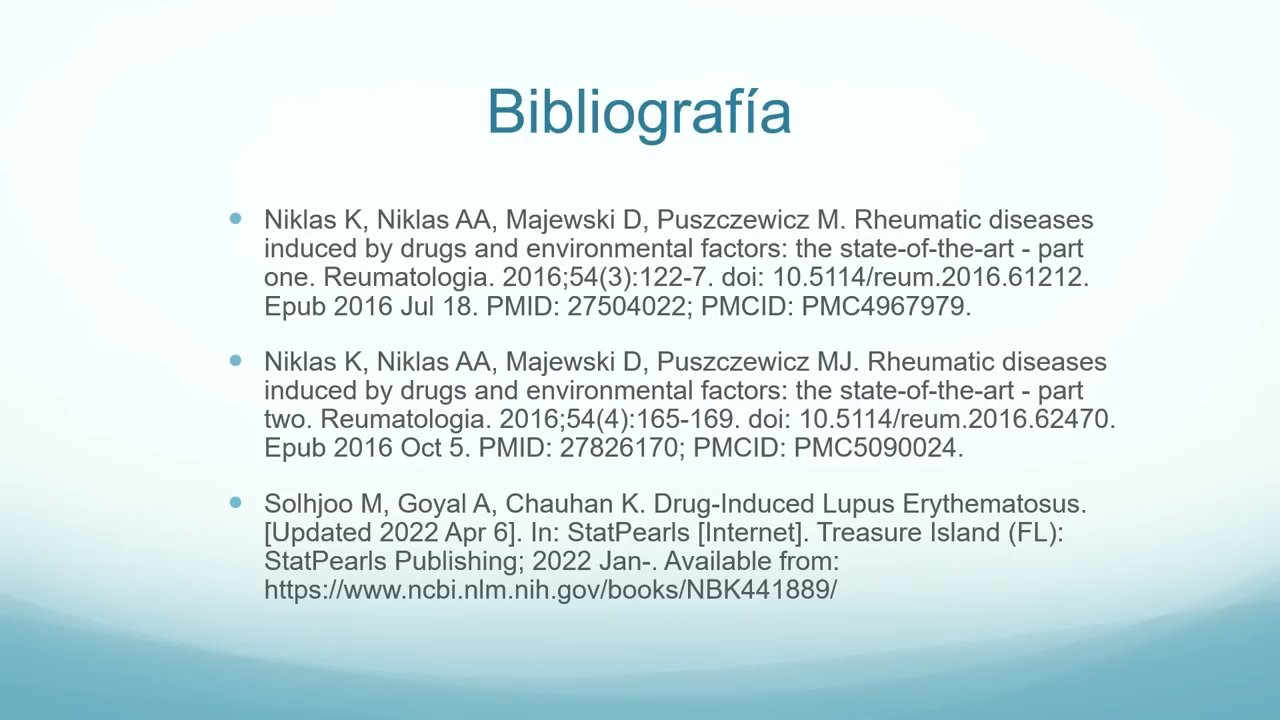 Bibliografía
Niklas K, Niklas AA, Majewski D, Puszczewicz M. Rheumatic diseases
induced by drugs and environmental factors: the state-of-the-art - part
one. Reumatologia. 2016;54(3):122-7. doi: 10.5114/reum.2016.61212.
Epub 2016 Jul 18. PMID: 27504022; PMCID: PMC4967979.
Niklas K, Niklas AA, Majewski D, Puszczewicz MJ. Rheumatic diseases
induced by drugs and environmental factors: the state-of-the-art - part
two. Reumatologia. 2016;54(4):165-169. doi: 10.5114/reum.2016.62470.
Epub 2016 Oct 5. PMID: 27826170; PMCID: PMC5090024.
Solhjoo M, Goyal A, Chauhan K. Drug-Induced Lupus Erythematosus.
[Updated 2022 Apr 6]. In: StatPearls [Internet]. Treasure Island (FL):
StatPearls Publishing; 2022 Jan-. Available from:
https://www.ncbi.nlm.nih.gov/books/NBK441889/